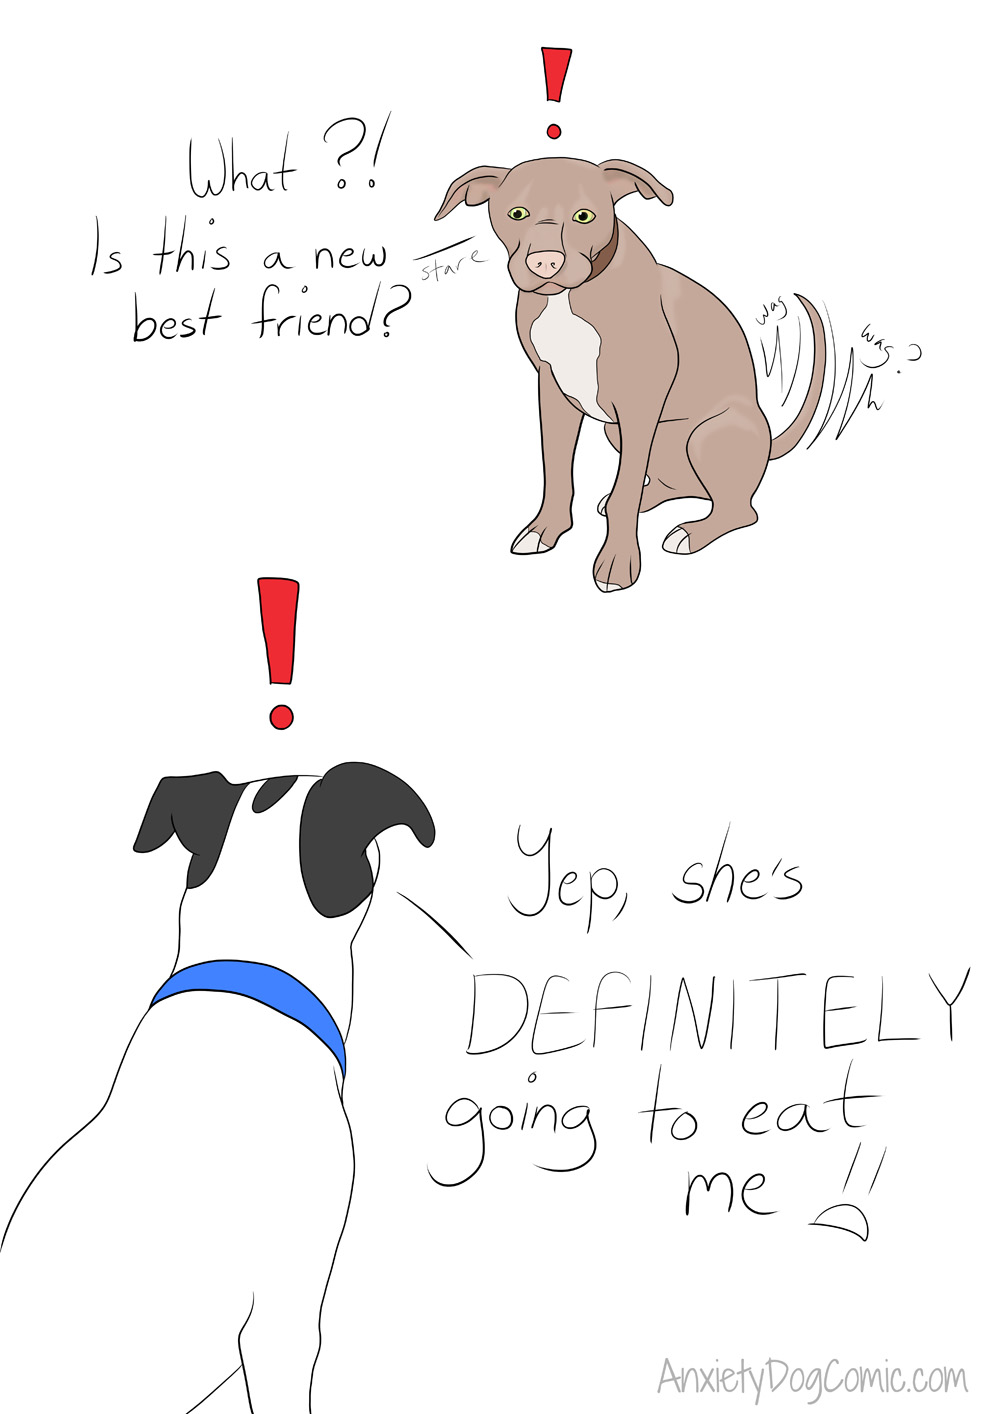 What ?!
Is this a new
best friend?
stare
wag
wag?
Yep, she's
DEFINITELY
going to eat
me
AnxietyDogComic.com